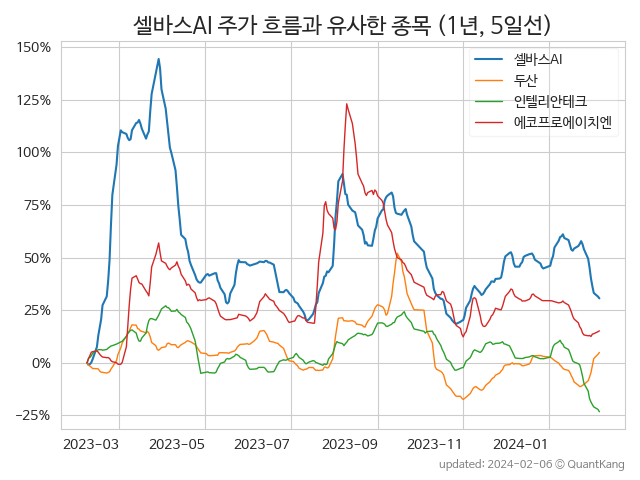 셀바스AI 주가 흐름과 유사한 종목 (1년, 5일선)
150%
125%
100%
75%
50%
25%
0%
−25%
셀바스AI
두산
인텔리안테크
에코프로에이치엔
2023-03 2023-05 2023-07 2023-09 2023-11 2024-01
updated: 2024-02-06 © QuantKang